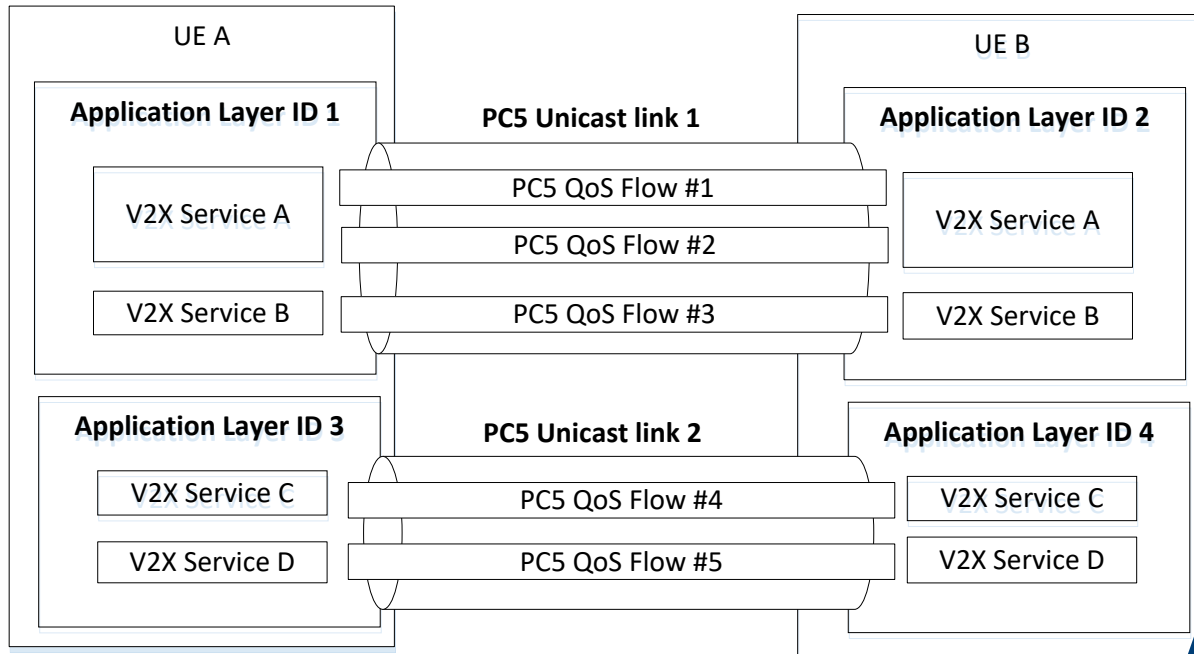 UE A
UE B
Application Layer ID 1
PC5 Unicast link 1
Application Layer ID 2
V2X Service A
PC5 QoS Flow #1
V2X Service A
PC5 QoS Flow #2
V2X Service B
PC5 QoS Flow #3
V2X Service B
Application Layer ID 3
PC5 Unicast link 2
Application Layer ID 4
V2X Service C
PC5 QoS Flow #4
V2X Service C
V2X Service D
PC5 QoS Flow #5
V2X Service D